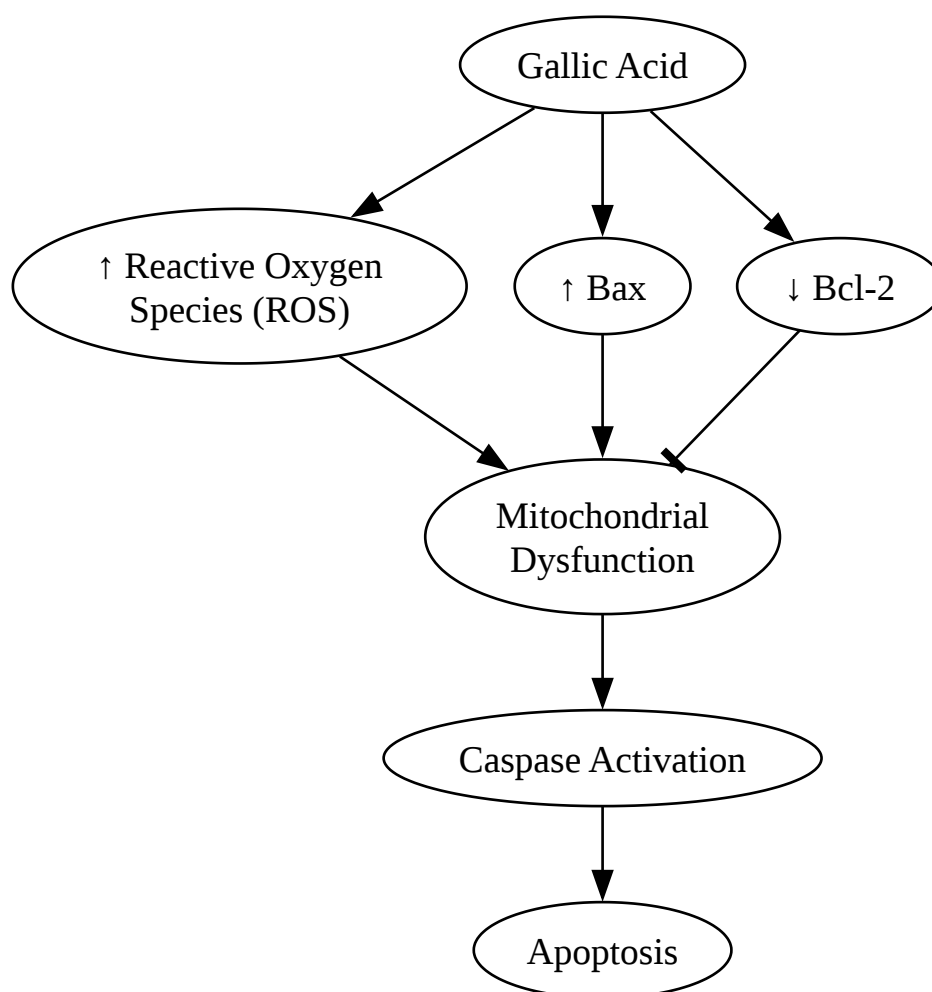 Gallic Acid
↑ Reactive Oxygen
Species (ROS)
↑ Bax
↓ Bcl-2
Mitochondrial
Dysfunction
Caspase Activation
Apoptosis